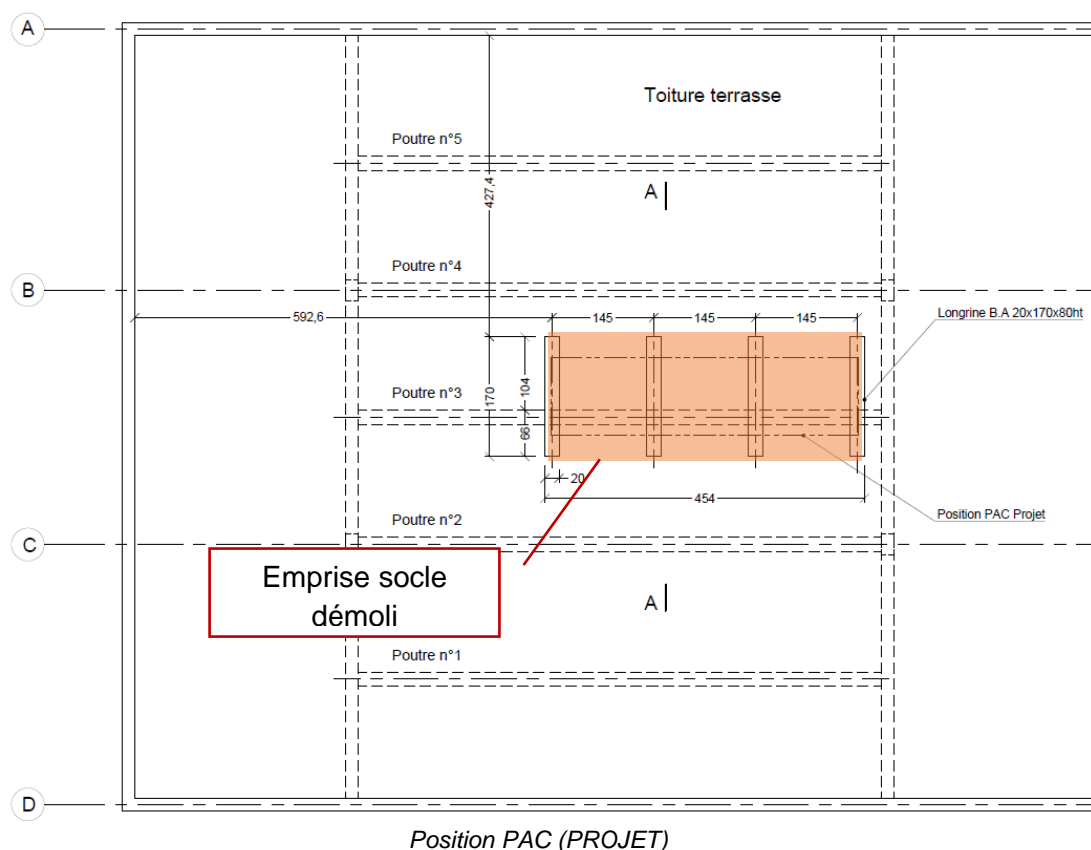 A
Toiture terrasse
Poutre n°5
427,4
A
Poutre n°4
B
592,6
145
145
145
Longrine B.A 20x170x80ht
Poutre n°3
170
104
66
20
454
Position PAC Projet
Poutre n°2
C
Emprise socle
démoli
A
Poutre n°1
D
Position PAC (PROJET)